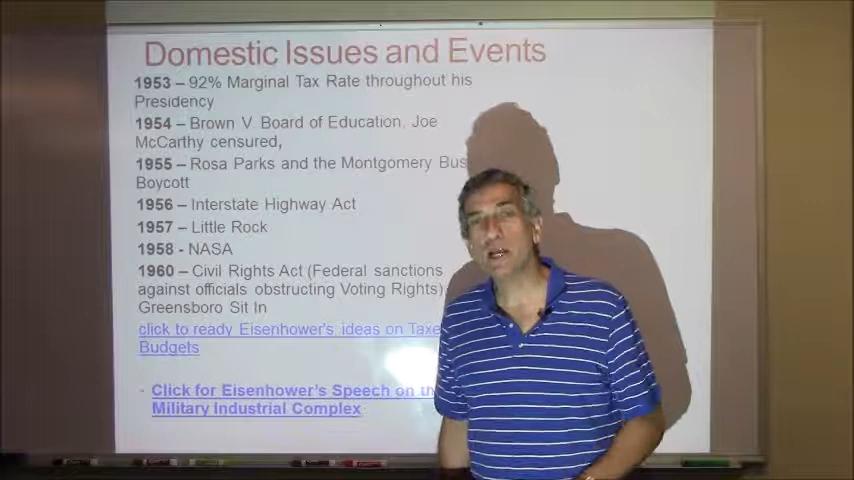 Domestic Issues and Events
1953 – 92% Marginal Tax Rate throughout his
Presidency
1954 – Brown V Board of Education, Joe
McCarthy censured,
1955 – Rosa Parks and the Montgomery Bus
Boycott
1956 – Interstate Highway Act
1957 – Little Rock
1958 - NASA
1960 – Civil Rights Act (Federal sanctions
against officials obstructing Voting Rights)
Greensboro Sit In
click to ready Eisenhower's ideas on Taxe
Budgets
- Click for Eisenhower's Speech on th
Military Industrial Complex